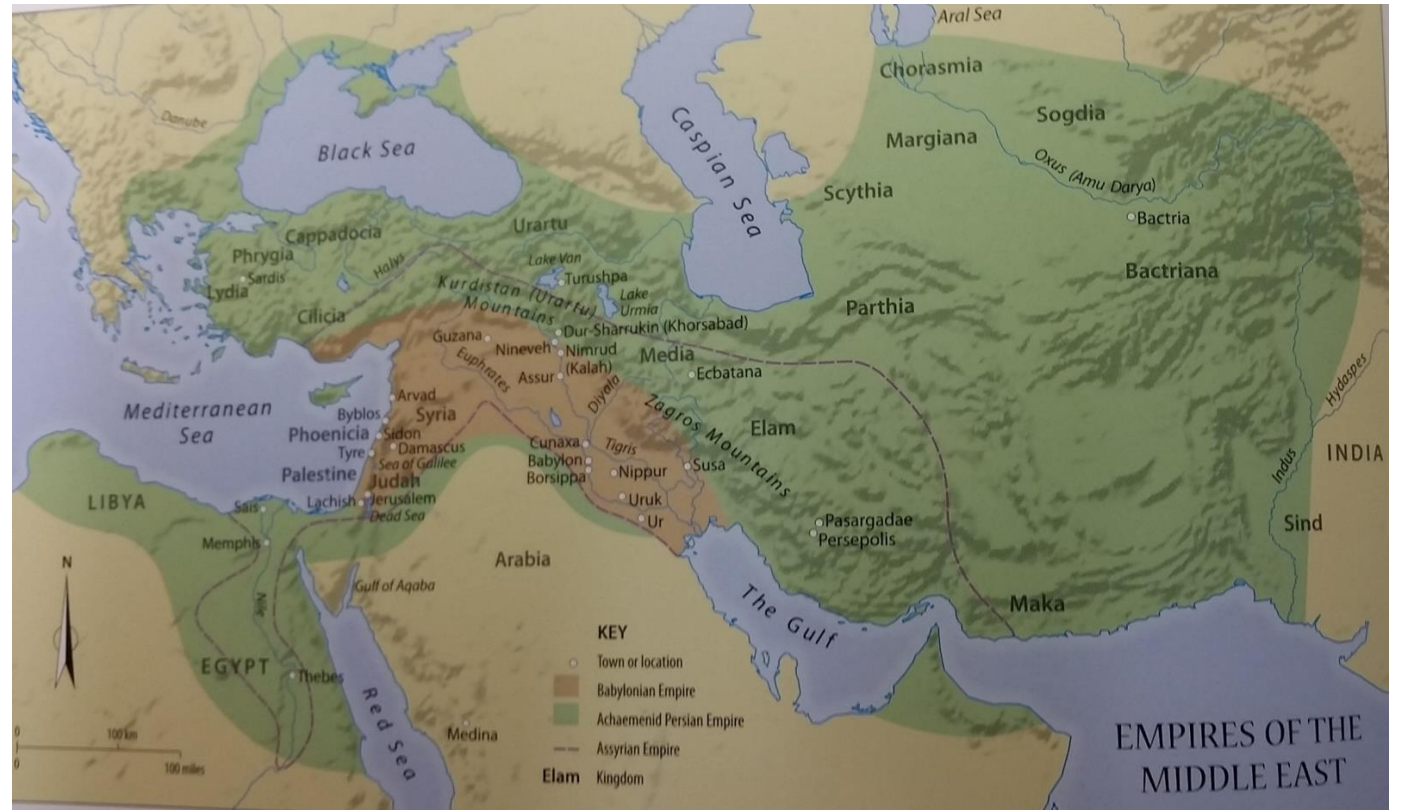 Aral Sea
Chorasmia
Sogdia
Danube
Black Sea
Caspian Sea
Margiana
Oxus (Amu Darya)
Scythia
Bactria
Urartu
Cappadocia
Phrygia
Sardis
Lydia
Halys
Cilicia
Lake Van
Turushpa
Lake
Urmia
Kurdistan (Urartu)
Mountains
Bactriana
Parthia
Dur-Sharrukin (Khorsabad)
Guzana
Nineveh
Nimrud
(Kalah)
Media
Ecbatana
Euphrates
Assur
Diyala
Hydaspes
Arvad
Byblos
Syria
Mediterranean
Sea
Phoenicia
Sidon
Tyre
Damascus
Sea of Galilee
Palestine
Judah
Lachish
Jerusalem
Dead Sea
Zagros Mountains
Elam
Cunaxa
Tigris
Babylon
Borsippa
Nippur
Susa
Uruk
Ur
Indus
INDIA
LIBYA
Sais
Memphis
Pasargadae
Persepolis
Sind
N
Nile
Gulf of Aqaba
Arabia
The Gulf
Maka
EGYPT
Thebes
Red Sea
Medina
0
100 km
0
100 miles
KEY
Town or location
Babylonian Empire
Achaemenid Persian Empire
Assyrian Empire
Elam Kingdom
EMPIRES OF THE
MIDDLE EAST